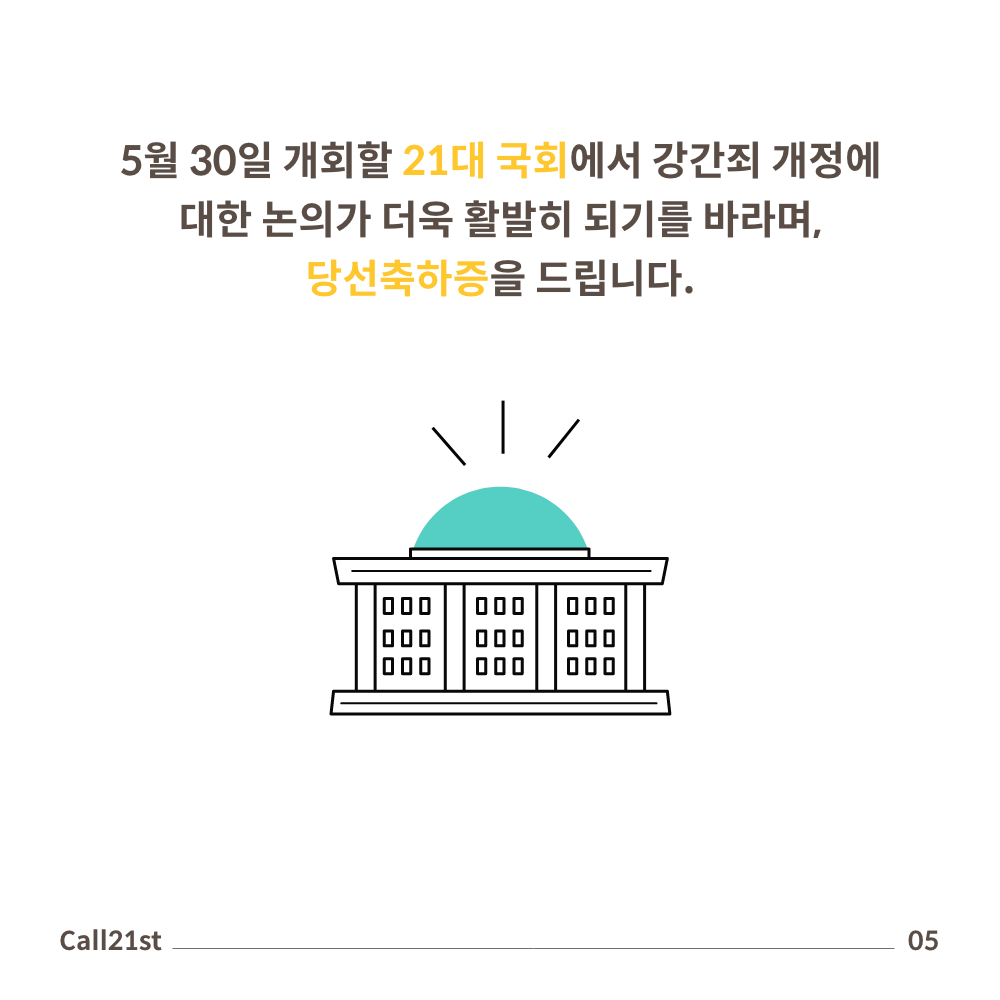 5월 30일 개회할 21대 국회에서 강간죄 개정에
대한 논의가 더욱 활발히 되기를 바라며,
당선축하증을 드립니다.
Call21st
05